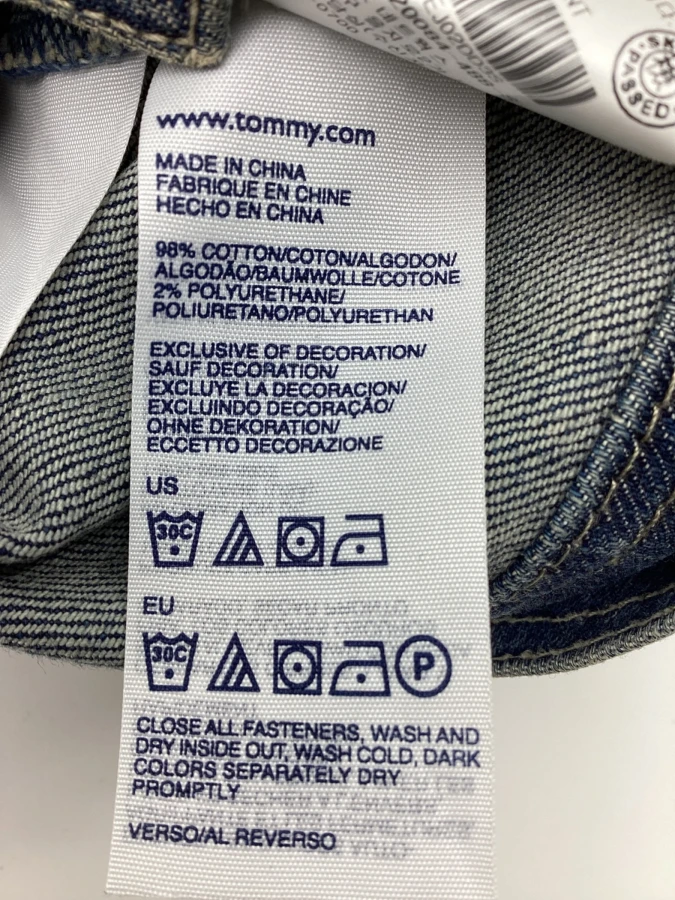 www.tommy.com
MADE IN CHINA
FABRIQUE EN CHINE
HECHO EN CHINA
98% COTTON/COTON/ALGODON/
ALGODÃO/BAUMWOLLE/COTONE
2% POLYURETHANE/
POLIURETANO/POLYURETHAN
EXCLUSIVE OF DECORATION/
SAUF DECORATION/
EXCLUYE LA DECORACION/
EXCLUINDO DECORAÇÃO/
OHNE DEKORATION/
ECCETTO DECORAZIONE
US
30C
EU
30C
P
CLOSE ALL FASTENERS, WASH AND
DRY INSIDE OUT, WASH COLD, DARK
COLORS SEPARATELY DRY
PROMPTLY
VERSO/AL REVERSO
PASSED